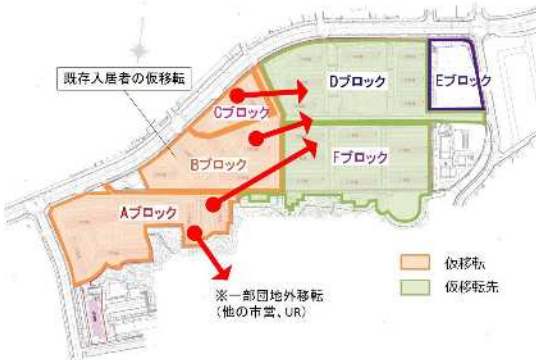 既存入居者の仮移転
Cブロック
Dブロック
Eブロック
Bブロック
Fブロック
Aブロック
※一部団地外移転
(他の市営、UR)
仮移転
仮移転先